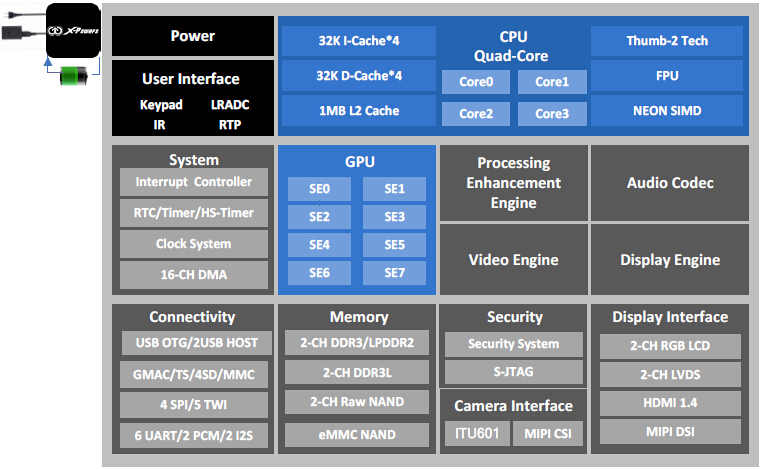 X-Powers
Power
User Interface
Keypad LRADC
IR RTP
32K I-Cache*4
32K D-Cache*4
1MB L2 Cache
CPU
Quad-Core
Core0 Core1
Core2 Core3
Thumb-2 Tech
FPU
NEON SIMD
System
Interrupt Controller
RTC/Timer/HS-Timer
Clock System
16-CH DMA
GPU
SE0 SE1
SE2 SE3
SE4 SE5
SE6 SE7
Processing
Enhancement
Engine
Audio Codec
Video Engine
Display Engine
Connectivity
USB OTG/2USB HOST
GMAC/TS/4SD/MMC
4 SPI/5 TWI
6 UART/2 PCM/2 I2S
Memory
2-CH DDR3/LPDDR2
2-CH DDR3L
2-CH Raw NAND
eMMC NAND
Security
Security System
S-JTAG
Camera Interface
ITU601 MIPI CSI
Display Interface
2-CH RGB LCD
2-CH LVDS
HDMI 1.4
MIPI DSI